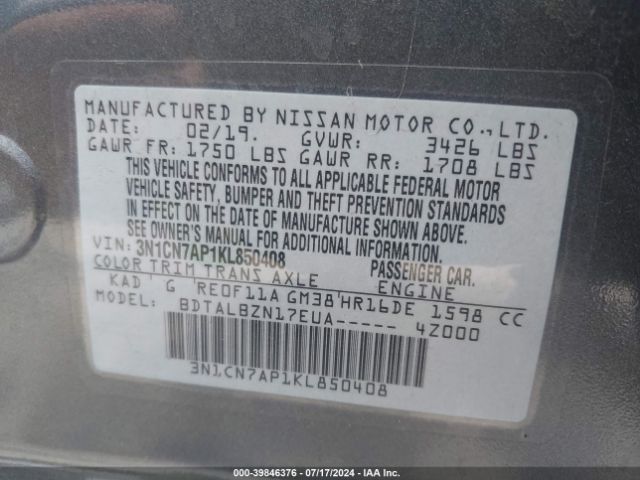 MANUFACTURED BY NISSAN MOTOR CO., LTD.
DATE: 02/19. GVWR: 3426 LBS
GAWR FR: 1750 LBS GAWR RR: 1708 LBS
THIS VEHICLE CONFORMS TO ALL APPLICABLE FEDERAL MOTOR
VEHICLE SAFETY, BUMPER AND THEFT PREVENTION STANDARDS
IN EFFECT ON THE DATE OF MANUFACTURE SHOWN ABOVE.
SEE OWNER'S MANUAL FOR ADDITIONAL INFORMATION.
VIN: 3N1CN7AP1KL850408 PASSENGER CAR.
COLOR TRIM TRANS AXLE ENGINE
KAD G RE0F11A GM38 HR16DE 1598 CC
MODEL: BDTALBZN17EUA----- 4Z000
3N1CN7AP1KL850408
000-39846376 / 07/17/2024 - IAA Inc.